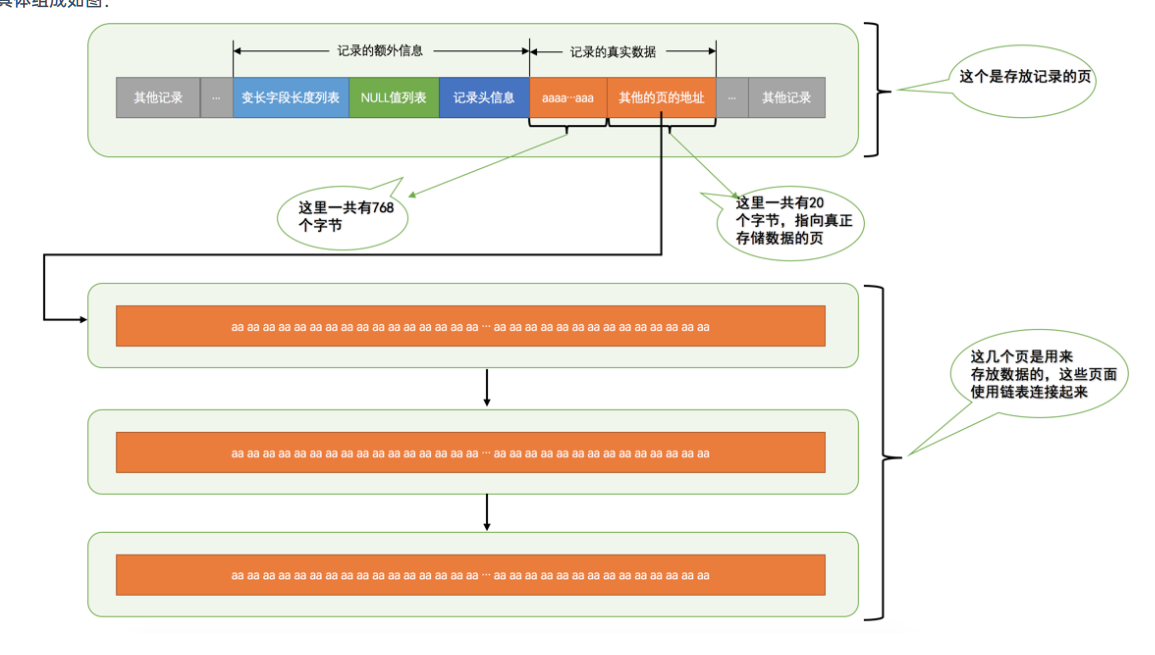 具体组成如图:
记录的额外信息
记录的真实数据
这个是存放记录的页
其他记录
...
变长字段长度列表
NULL值列表
记录头信息
aaaa···aaa
其他的页的地址
...
其他记录
这里一共有768
个字节
这里一共有20
个字节，指向真正
存储数据的页
aa aa aa aa aa aa aa aa aa aa aa aa aa aa aa aa ··· aa aa aa aa aa aa aa aa aa aa aa aa aa aa
这几个页是用来
存放数据的，这些页面
使用链表连接起来
aa aa aa aa aa aa aa aa aa aa aa aa aa aa aa aa ··· aa aa aa aa aa aa aa aa aa aa aa aa aa aa
aa aa aa aa aa aa aa aa aa aa aa aa aa aa aa aa ··· aa aa aa aa aa aa aa aa aa aa aa aa aa aa